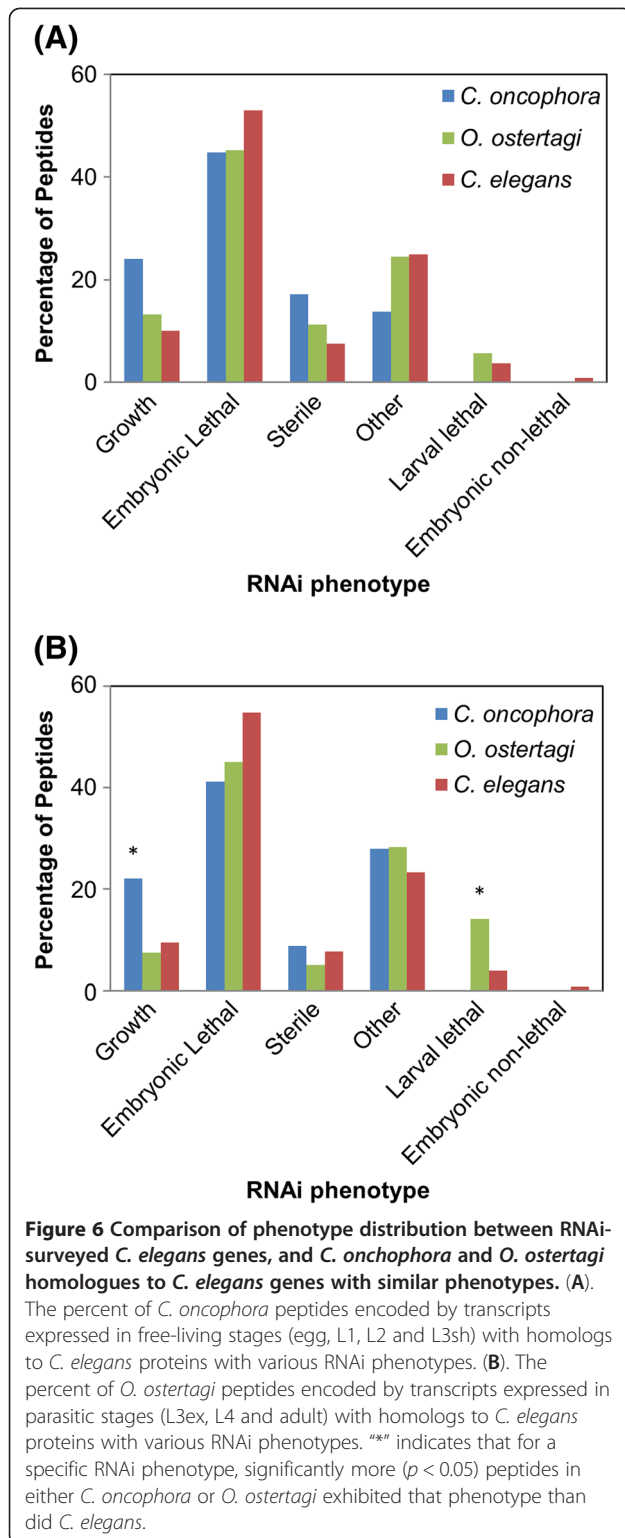 (A)
60
40
20
0
Percentage of Peptides
C. oncophora
O. ostertagi
C. elegans
Growth
Embryonic Lethal
Sterile
Other
Larval lethal
Embryonic non-lethal
RNAi phenotype
(B)
60
40
20
0
Percentage of Peptides
C. oncophora
O. ostertagi
C. elegans
*
*
Growth
Embryonic Lethal
Sterile
Other
Larval lethal
Embryonic non-lethal
RNAi phenotype
Figure 6 Comparison of phenotype distribution between RNAi-
surveyed C. elegans genes, and C. onchophora and O. ostertagi
homologues to C. elegans genes with similar phenotypes. (A).
The percent of C. oncophora peptides encoded by transcripts
expressed in free-living stages (egg, L1, L2 and L3sh) with homologs
to C. elegans proteins with various RNAi phenotypes. (B). The
percent of O. ostertagi peptides encoded by transcripts expressed in
parasitic stages (L3ex, L4 and adult) with homologs to C. elegans
proteins with various RNAi phenotypes. “*” indicates that for a
specific RNAi phenotype, significantly more (p < 0.05) peptides in
either C. oncophora or O. ostertagi exhibited that phenotype than
did C. elegans.